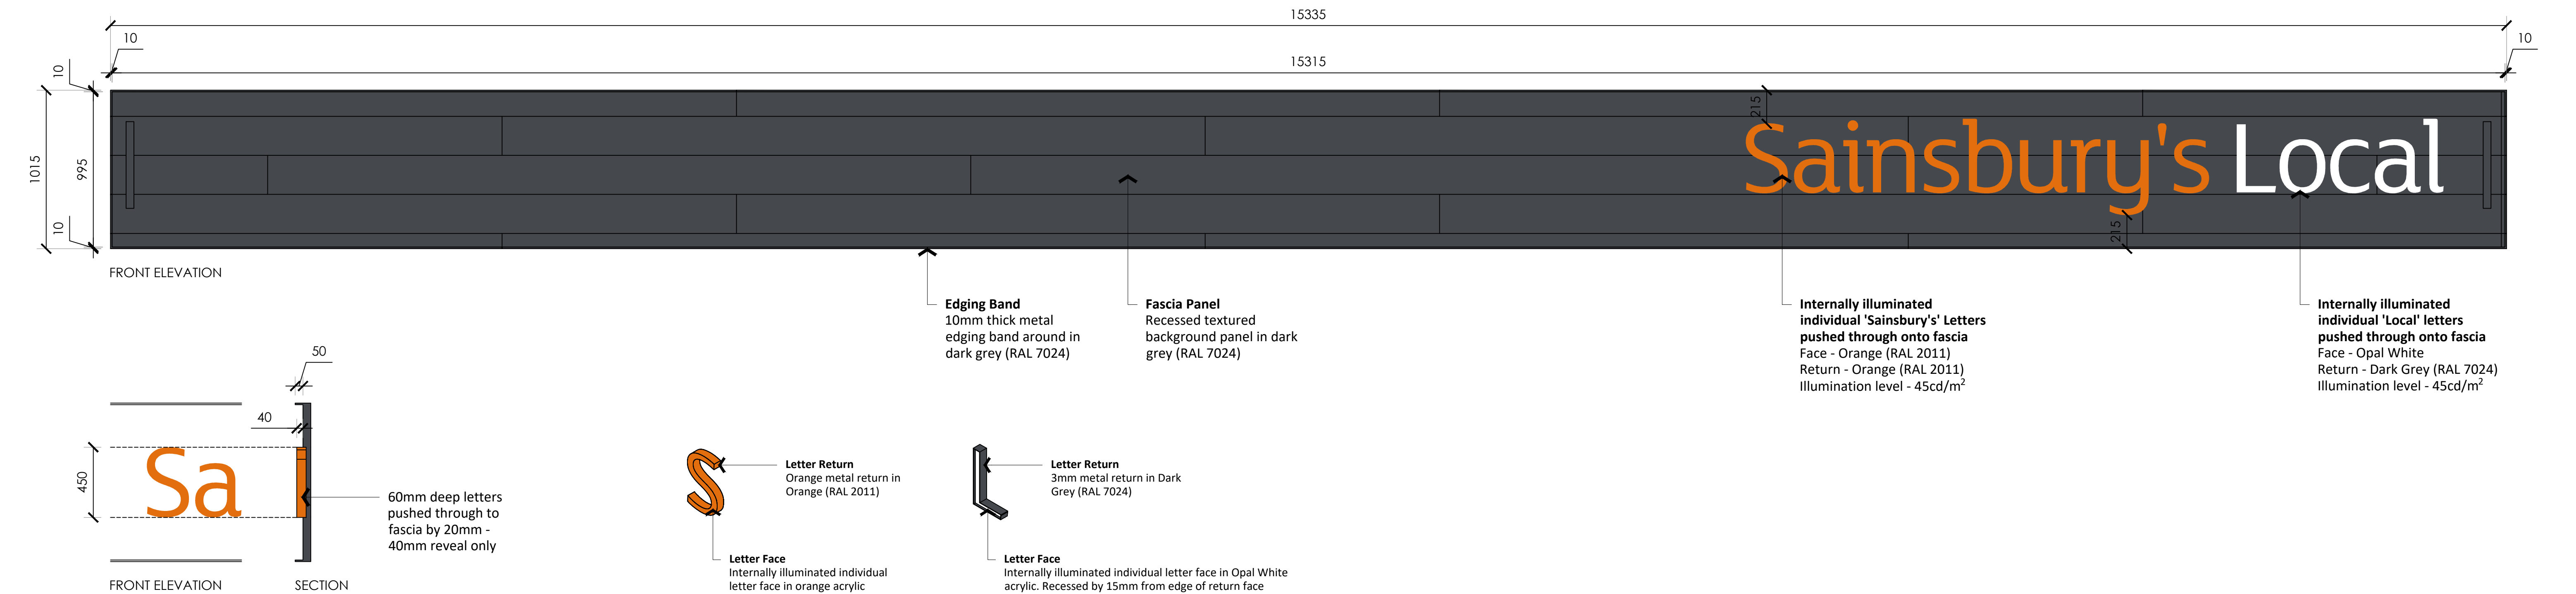 15335
10
10
15315
10
215
1015
995
Sainsbury's Local
10
215
FRONT ELEVATION
Edging Band
10mm thick metal
edging band around in
dark grey (RAL 7024)
Fascia Panel
Recessed textured
background panel in dark
grey (RAL 7024)
Internally illuminated
individual 'Sainsbury's' Letters
pushed through onto fascia
Face - Orange (RAL 2011)
Return - Orange (RAL 2011)
Illumination level - 45cd/m²
Internally illuminated
individual 'Local' letters
pushed through onto fascia
Face - Opal White
Return - Dark Grey (RAL 7024)
Illumination level - 45cd/m²
50
40
450
Sa
60mm deep letters
pushed through to
fascia by 20mm -
40mm reveal only
FRONT ELEVATION
SECTION
S
Letter Return
Orange metal return in
Orange (RAL 2011)
Letter Face
Internally illuminated individual
letter face in orange acrylic
L
Letter Return
3mm metal return in Dark
Grey (RAL 7024)
Letter Face
Internally illuminated individual letter face in Opal White
acrylic. Recessed by 15mm from edge of return face